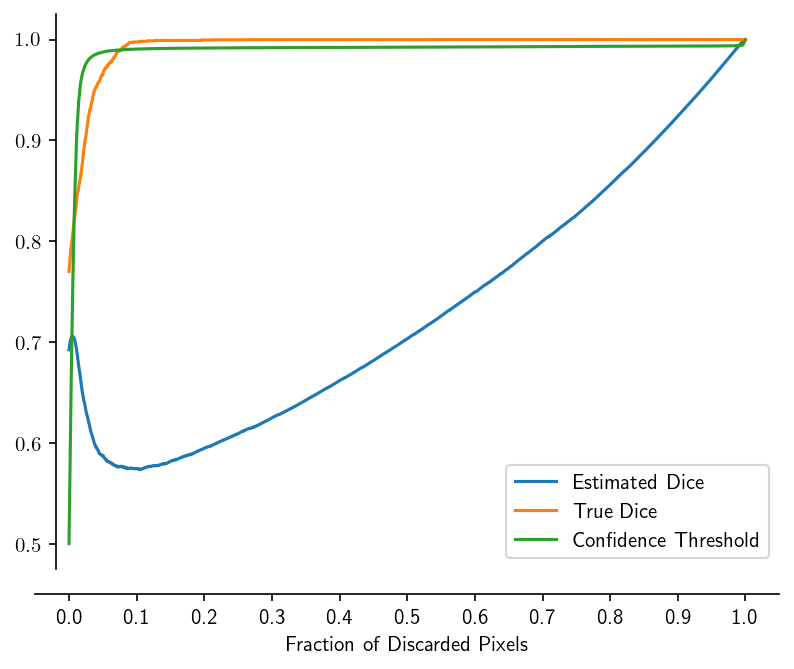 1.0
0.9
0.8
0.7
0.6
0.5
Estimated Dice
True Dice
Confidence Threshold
0.0 0.1 0.2 0.3 0.4 0.5 0.6 0.7 0.8 0.9 1.0
Fraction of Discarded Pixels